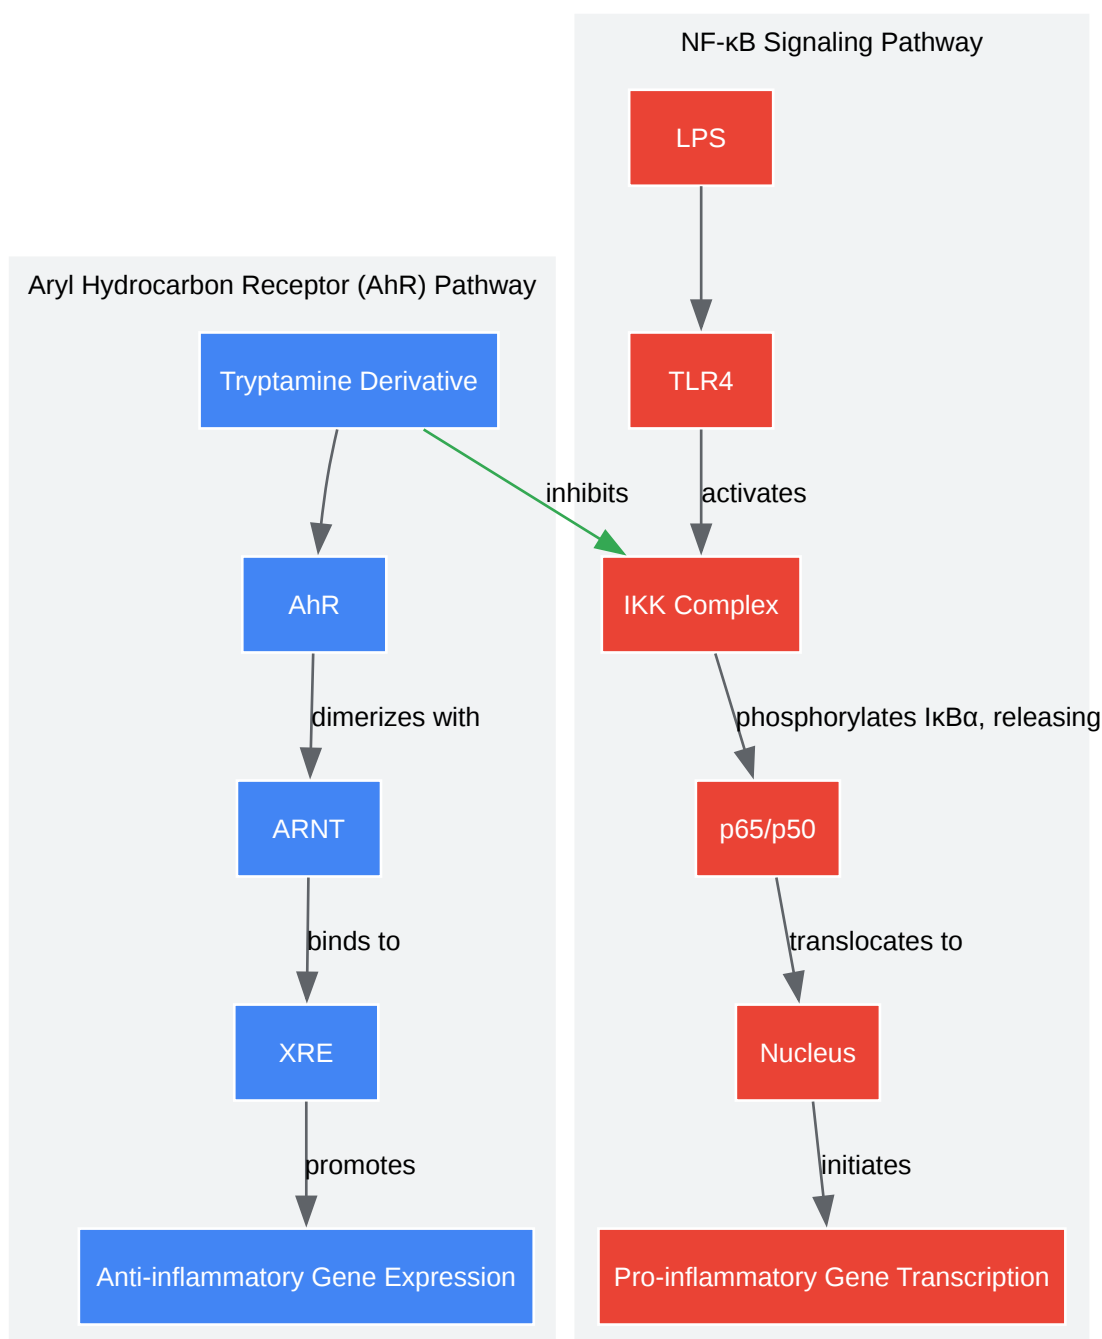 NF-κB Signaling Pathway
LPS
Aryl Hydrocarbon Receptor (AhR) Pathway
Tryptamine Derivative
TLR4
inhibits
activates
AhR
IKK Complex
dimerizes with
phosphorylates IκBα, releasing
ARNT
p65/p50
binds to
translocates to
XRE
Nucleus
promotes
initiates
Anti-inflammatory Gene Expression
Pro-inflammatory Gene Transcription